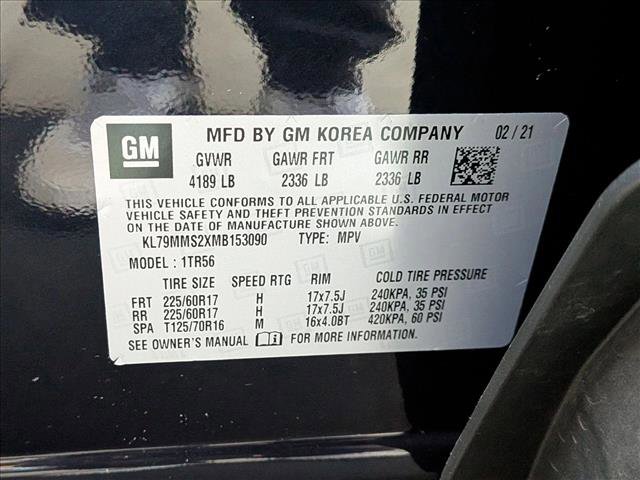 GM MFD BY GM KOREA COMPANY 02 / 21
GVWR GAWR FRT GAWR RR
4189 LB 2336 LB 2336 LB
THIS VEHICLE CONFORMS TO ALL APPLICABLE U.S. FEDERAL MOTOR
VEHICLE SAFETY AND THEFT PREVENTION STANDARDS IN EFFECT
ON THE DATE OF MANUFACTURE SHOWN ABOVE.
KL79MMS2XMB153090 TYPE: MPV
MODEL : 1TR56
TIRE SIZE SPEED RTG RIM COLD TIRE PRESSURE
FRT 225/60R17 H 17x7.5J 240KPA, 35 PSI
RR 225/60R17 H 17x7.5J 240KPA, 35 PSI
SPA T125/70R16 M 16x4.0BT 420KPA, 60 PSI
SEE OWNER'S MANUAL i FOR MORE INFORMATION.